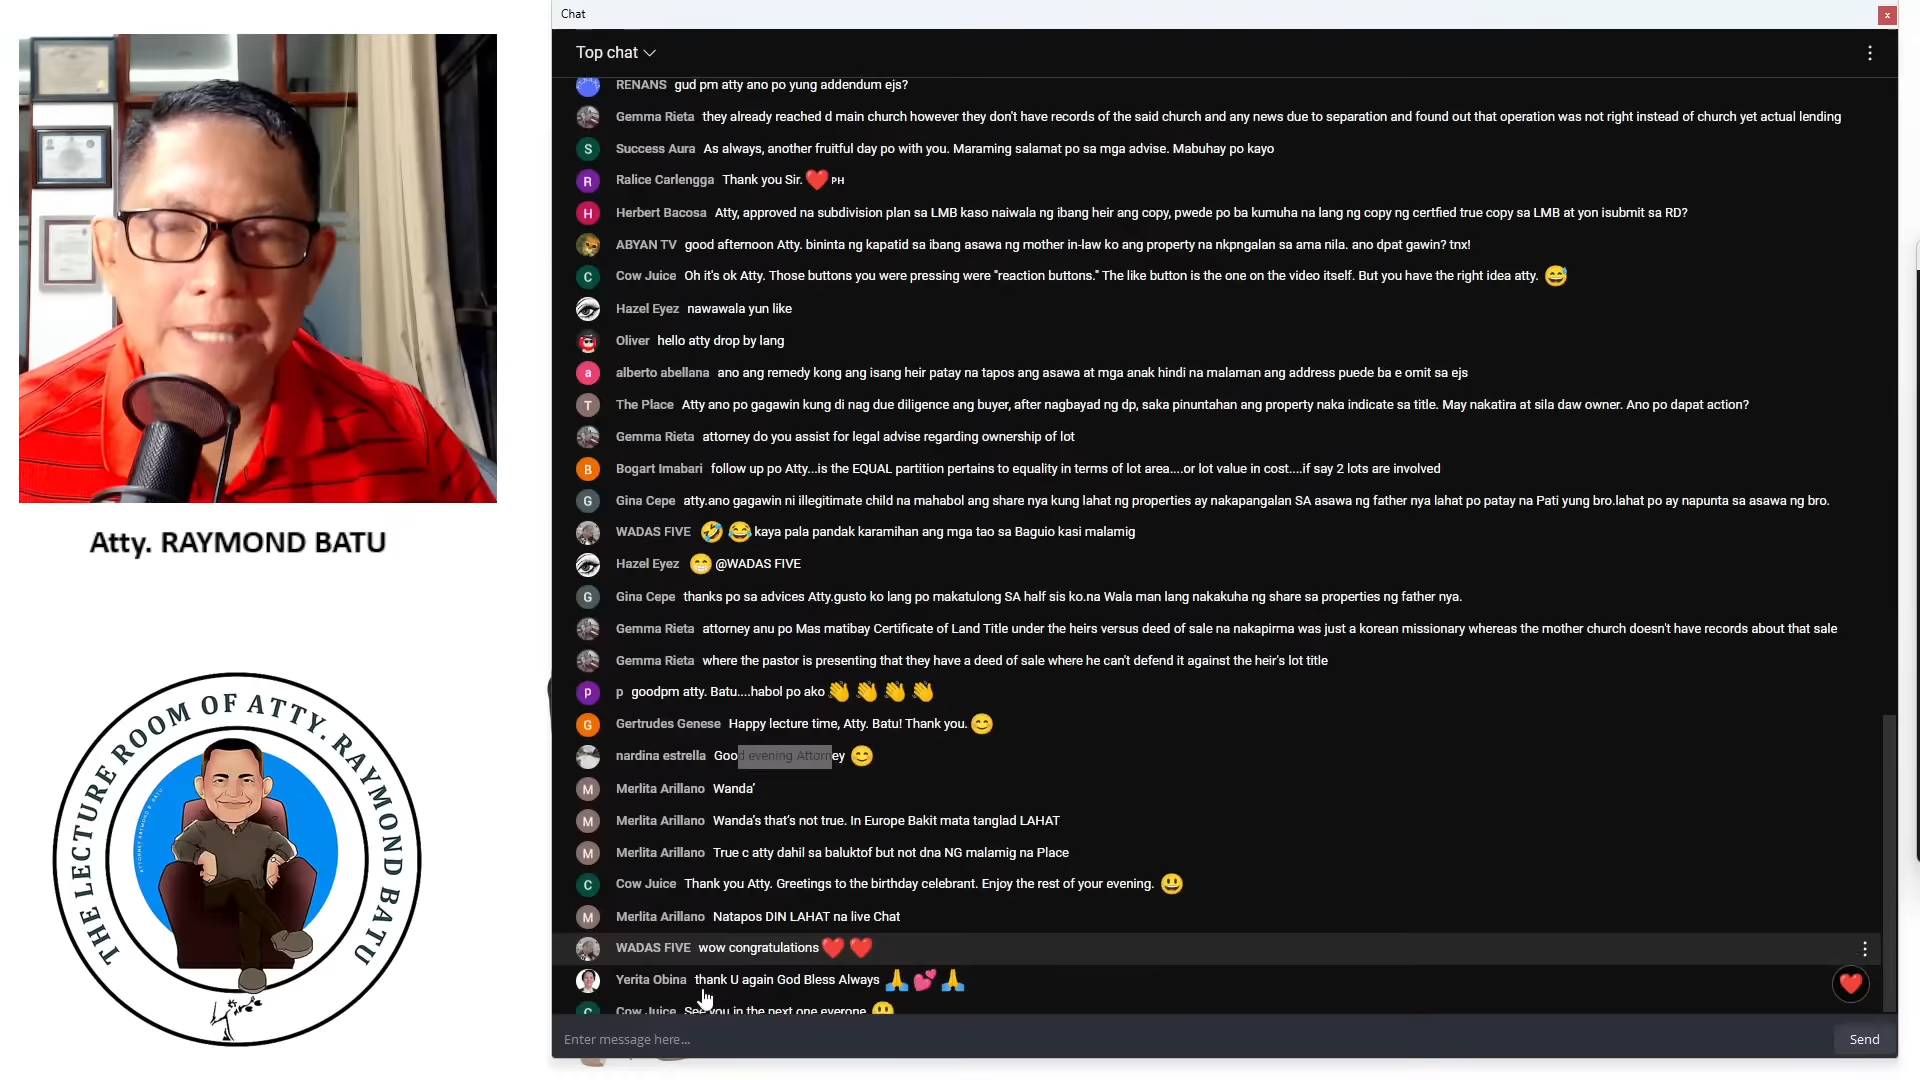 Chat
Top chat
RENANS gud pm atty ano po yung addendum ejs?
Gemma Rieta they already reached d main church however they don't have records of the said church and any news due to separation and found out that operation was not right instead of church yet actual lending
S Success Aura As always, another fruitful day po with you. Maraming salamat po sa mga advise. Mabuhay po kayo
R Ralice Carlengga Thank you Sir. ❤️ PH
H Herbert Bacosa Atty, approved na subdivision plan sa LMB kaso naiwala ng ibang heir ang copy, pwede po ba kumuha na lang ng copy ng certfied true copy sa LMB at yon isubmit sa RD?
ABYAN TV good afternoon Atty. bininta ng kapatid sa ibang asawa ng mother in-law ko ang property na nkpngalan sa ama nila. ano dpat gawin? tnx!
C Cow Juice Oh it's ok Atty. Those buttons you were pressing were "reaction buttons." The like button is the one on the video itself. But you have the right idea atty. 😅
Hazel Eyez nawawala yun like
Oliver hello atty drop by lang
a alberto abellana ano ang remedy kong ang isang heir patay na tapos ang asawa at mga anak hindi na malaman ang address puede ba e omit sa ejs
T The Place Atty ano po gagawin kung di nag due diligence ang buyer, after nagbayad ng dp, saka pinuntahan ang property naka indicate sa title. May nakatira at sila daw owner. Ano po dapat action?
Gemma Rieta attorney do you assist for legal advise regarding ownership of lot
B Bogart Imabari follow up po Atty...is the EQUAL partition pertains to equality in terms of lot area....or lot value in cost....if say 2 lots are involved
G Gina Cepe atty.ano gagawin ni illegitimate child na mahabol ang share nya kung lahat ng properties ay nakapangalan SA asawa ng father nya lahat po patay na Pati yung bro.lahat po ay napunta sa asawa ng bro.
WADAS FIVE 🤣 😂 kaya pala pandak karamihan ang mga tao sa Baguio kasi malamig
Hazel Eyez 😁 @WADAS FIVE
G Gina Cepe thanks po sa advices Atty.gusto ko lang po makatulong SA half sis ko.na Wala man lang nakakuha ng share sa properties ng father nya.
Gemma Rieta attorney anu po Mas matibay Certificate of Land Title under the heirs versus deed of sale na nakapirma was just a korean missionary whereas the mother church doesn't have records about that sale
Gemma Rieta where the pastor is presenting that they have a deed of sale where he can't defend it against the heir's lot title
p p goodpm atty. Batu....habol po ako 👋 👋 👋 👋
G Gertrudes Genese Happy lecture time, Atty. Batu! Thank you. 😊
nardina estrella Good evening Attorney 😊
M Merlita Arillano Wanda'
M Merlita Arillano Wanda's that's not true. In Europe Bakit mata tanglad LAHAT
M Merlita Arillano True c atty dahil sa baluktof but not dna NG malamig na Place
C Cow Juice Thank you Atty. Greetings to the birthday celebrant. Enjoy the rest of your evening. 😃
M Merlita Arillano Natapos DIN LAHAT na live Chat
WADAS FIVE wow congratulations ❤️ ❤️
Yerita Obina thank U again God Bless Always 🙏 💕 🙏
C Cow Juice See you in the next one everone 😃
Enter message here...
Send
Atty. RAYMOND BATU
THE LECTURE ROOM OF ATTY. RAYMOND BATU